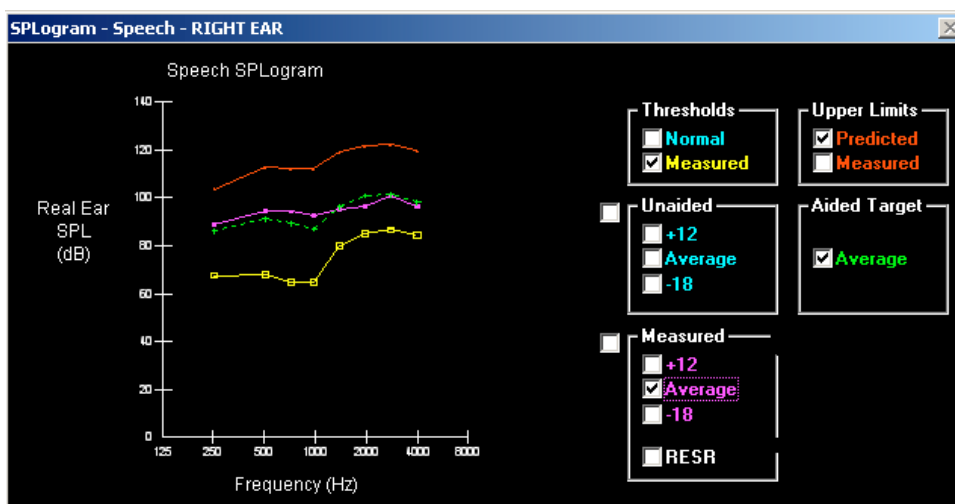 SPLogram - Speech - RIGHT EAR
Speech SPLogram
140
120
100
80
60
40
20
0
Real Ear
SPL
(dB)
125 250 500 1000 2000 4000 8000
Frequency (Hz)
Thresholds
Normal
Measured
Upper Limits
Predicted
Measured
Unaided
+12
Average
-18
Aided Target
Average
Measured
+12
Average
-18
RESR